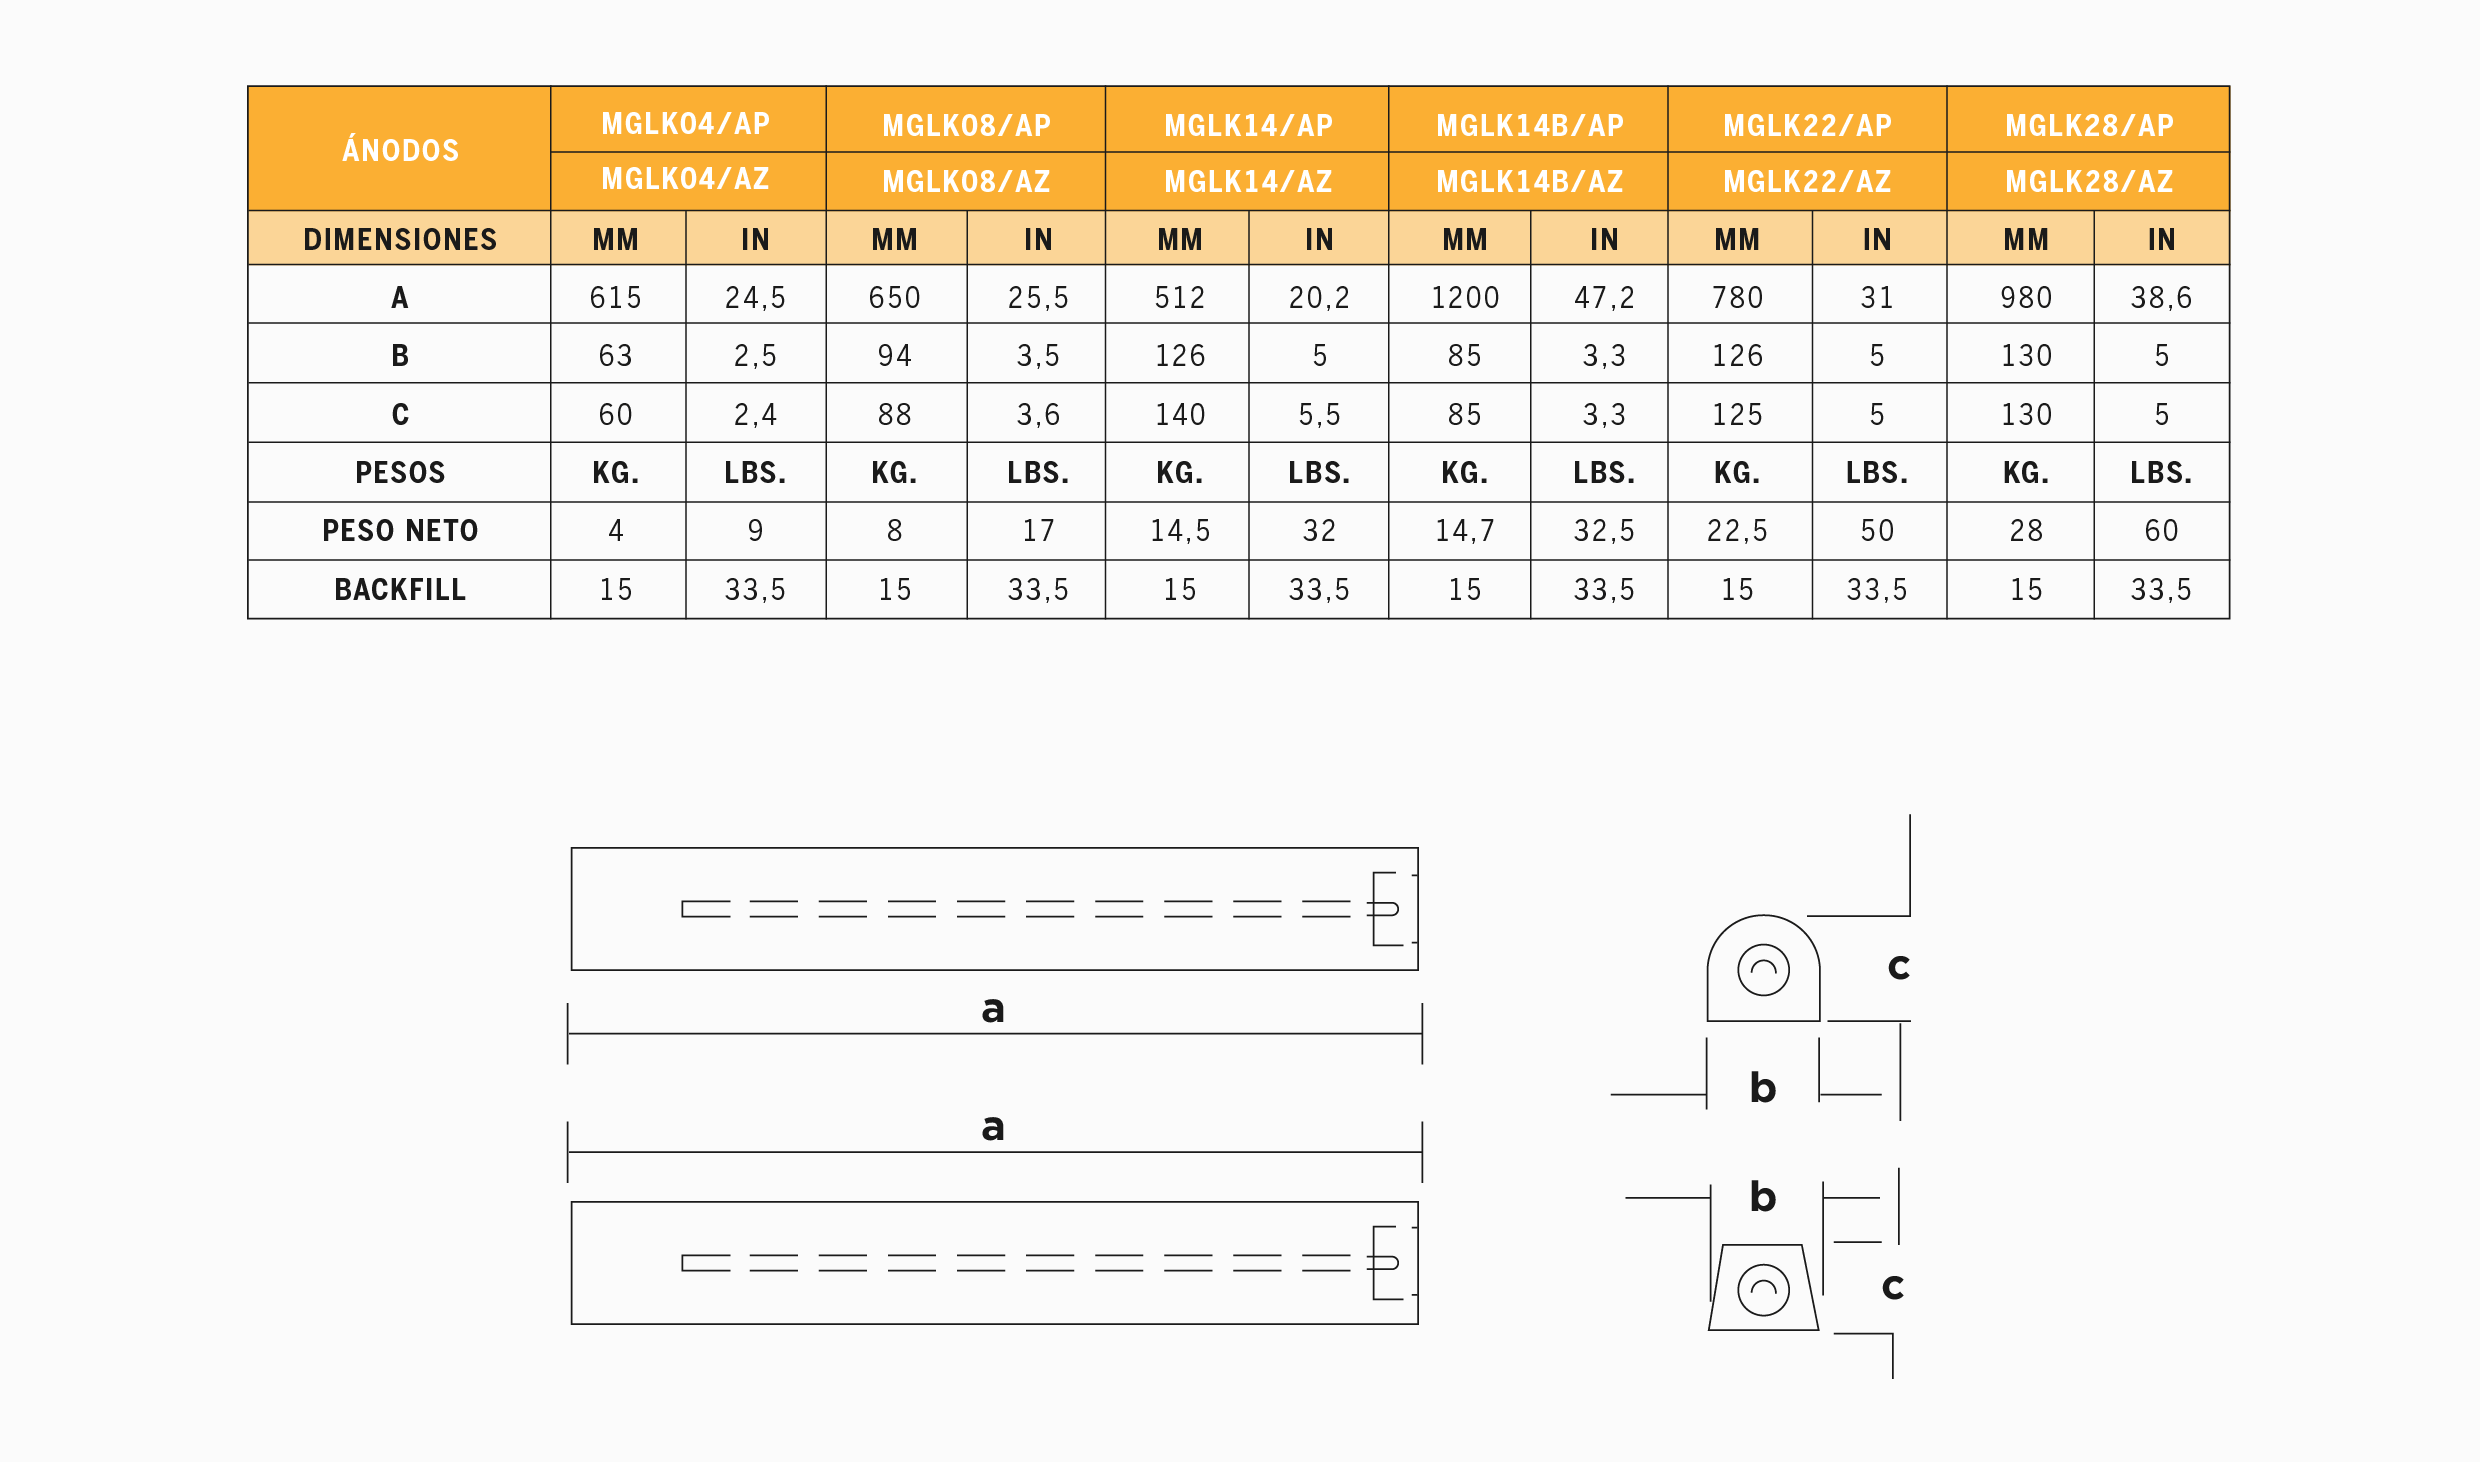 ÁNODOS MGLK04/AP MGLK08/AP MGLK14/AP MGLK14B/AP MGLK22/AP MGLK28/AP
MGLK04/AZ MGLK08/AZ MGLK14/AZ MGLK14B/AZ MGLK22/AZ MGLK28/AZ
DIMENSIONES MM IN MM IN MM IN MM IN MM IN MM IN
A 615 24,5 650 25,5 512 20,2 1200 47,2 780 31 980 38,6
B 63 2,5 94 3,5 126 5 85 3,3 126 5 130 5
C 60 2,4 88 3,6 140 5,5 85 3,3 125 5 130 5
PESOS KG. LBS. KG. LBS. KG. LBS. KG. LBS. KG. LBS. KG. LBS.
PESO NETO 4 9 8 17 14,5 32 14,7 32,5 22,5 50 28 60
BACKFILL 15 33,5 15 33,5 15 33,5 15 33,5 15 33,5 15 33,5
a
c
b
a
b
c